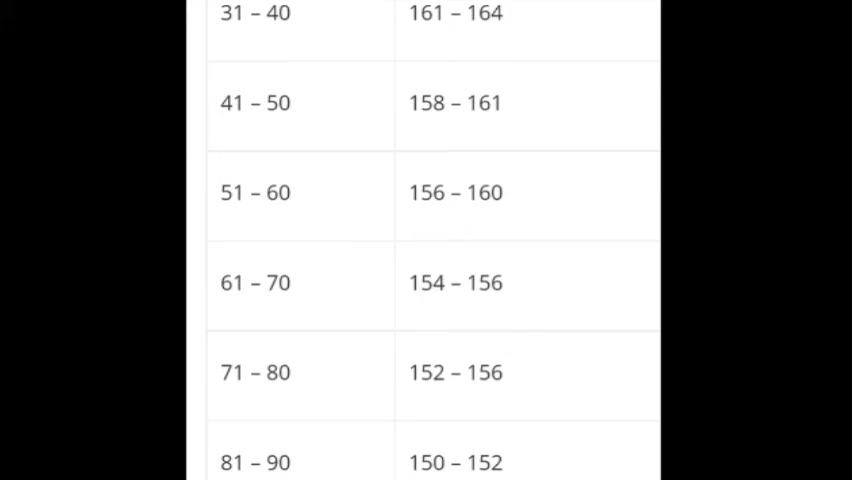 31 – 40 161 – 164
41 – 50 158 – 161
51 – 60 156 – 160
61 – 70 154 – 156
71 – 80 152 – 156
81 – 90 150 – 152